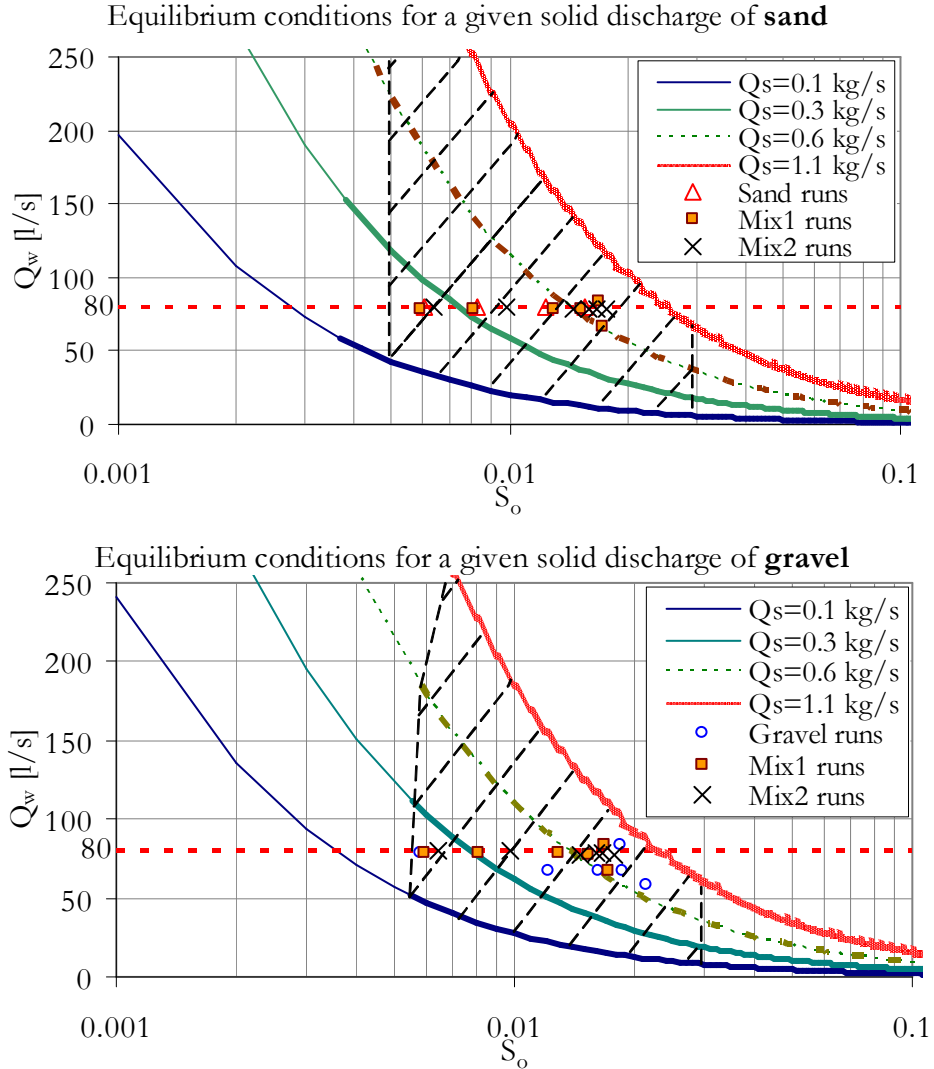 Equilibrium conditions for a given solid discharge of sand
250
200
150
100
80
50
0
Q_w [l/s]
0.001
0.01
0.1
S_o
Qs=0.1 kg/s
Qs=0.3 kg/s
Qs=0.6 kg/s
Qs=1.1 kg/s
Sand runs
Mix1 runs
Mix2 runs
Equilibrium conditions for a given solid discharge of gravel
250
200
150
100
80
50
0
Q_w [l/s]
0.001
0.01
0.1
S_o
Qs=0.1 kg/s
Qs=0.3 kg/s
Qs=0.6 kg/s
Qs=1.1 kg/s
Gravel runs
Mix1 runs
Mix2 runs